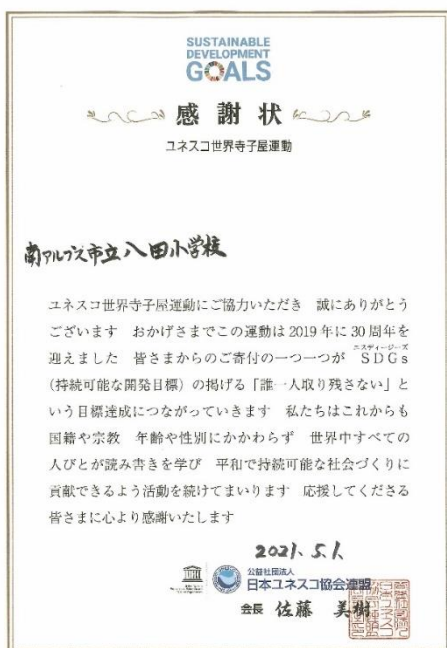 SUSTAINABLE
DEVELOPMENT
GOALS
感謝状
ユネスコ世界寺子屋運動
南アルプス市立八田小学校
ユネスコ世界寺子屋運動にご協力いただき 誠にありがとう
ございます おかげさまでこの運動は2019年に30周年を
エスディージーズ
迎えました 皆さまからのご寄付の一つ一つが SDGs
(持続可能な開発目標)の掲げる「誰一人取り残さない」と
いう目標達成につながっていきます 私たちはこれからも
国籍や宗教 年齢や性別にかかわらず 世界中すべての
人びとが読み書きを学び 平和で持続可能な社会づくりに
貢献できるよう活動を続けてまいります 応援してくださる
皆さまに心より感謝いたします
2021.5.1
公益社団法人
日本ユネスコ協会連盟
会長 佐藤 美樹